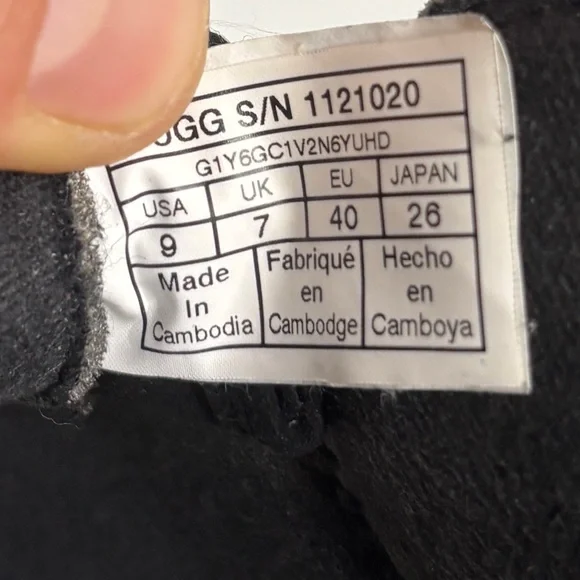 UGG S/N 1121020
G1Y6GC1V2N6YUHD
USA UK EU JAPAN
9 7 40 26
Made Fabriqué Hecho
In en en
Cambodia Cambodge Camboya